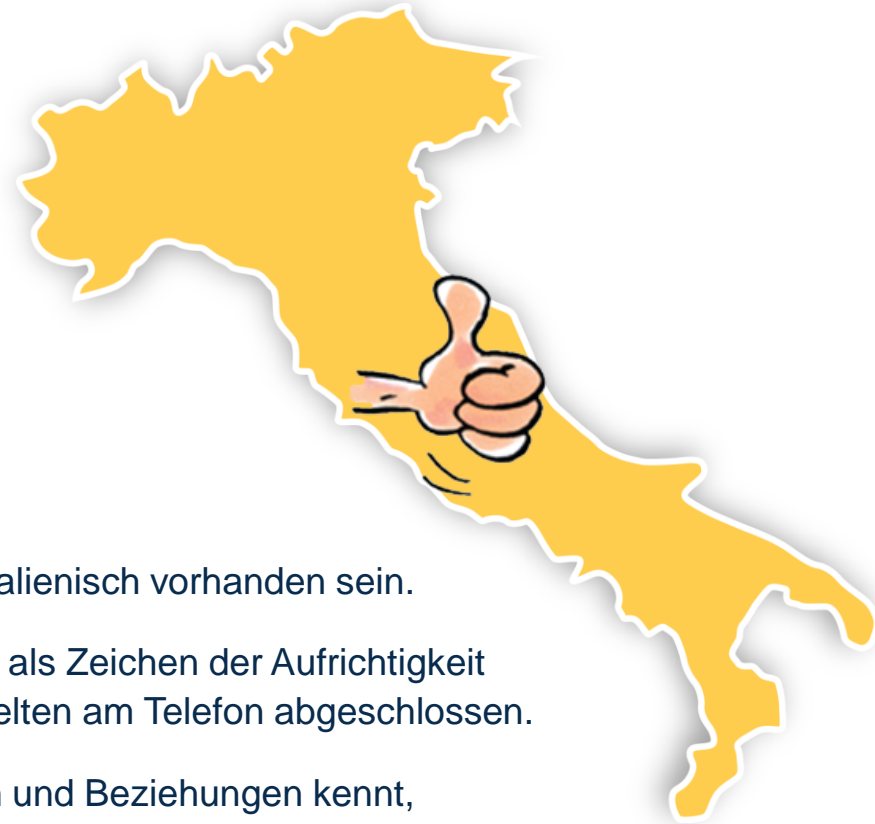 alienisch vorhanden sein.
als Zeichen der Aufrichtigkeit
elten am Telefon abgeschlossen.
und Beziehungen kennt,